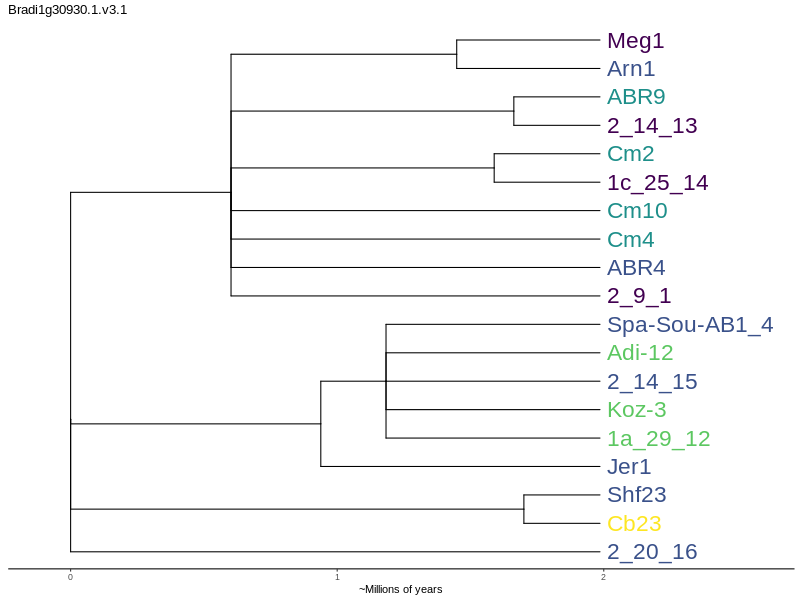 Bradi1g30930.1.v3.1
Meg1
Arn1
ABR9
2_14_13
Cm2
1c_25_14
Cm10
Cm4
ABR4
2_9_1
Spa-Sou-AB1_4
Adi-12
2_14_15
Koz-3
1a_29_12
Jer1
Shf23
Cb23
2_20_16
0 1 2
~Millions of years